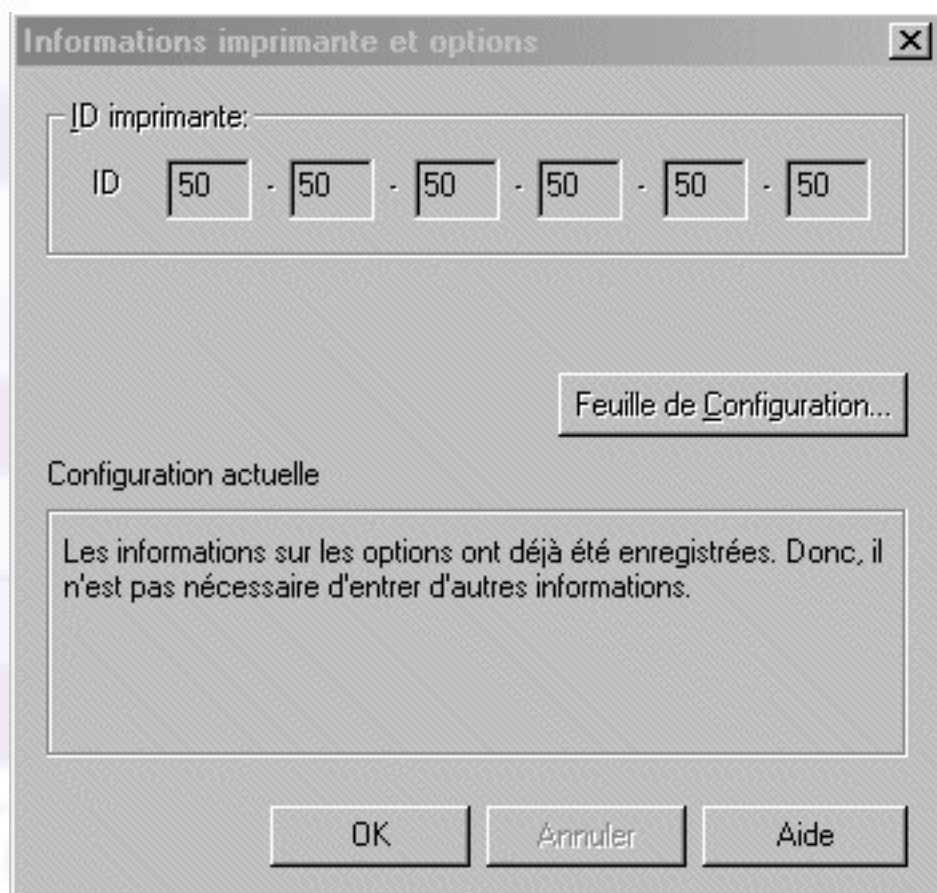 Informations imprimante et options
ID imprimante:
ID 50 - 50 - 50 - 50 - 50 - 50
Feuille de Configuration...
Configuration actuelle
Les informations sur les options ont déjà été enregistrées. Donc, il
n'est pas nécessaire d'entrer d'autres informations.
OK Annuler Aide